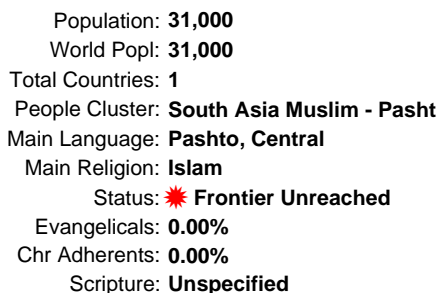 Population: 31,000
World Popl: 31,000
Total Countries: 1
People Cluster: South Asia Muslim - Pasht
Main Language: Pashto, Central
Main Religion: Islam
Status: Frontier Unreached
Evangelicals: 0.00%
Chr Adherents: 0.00%
Scripture: Unspecified